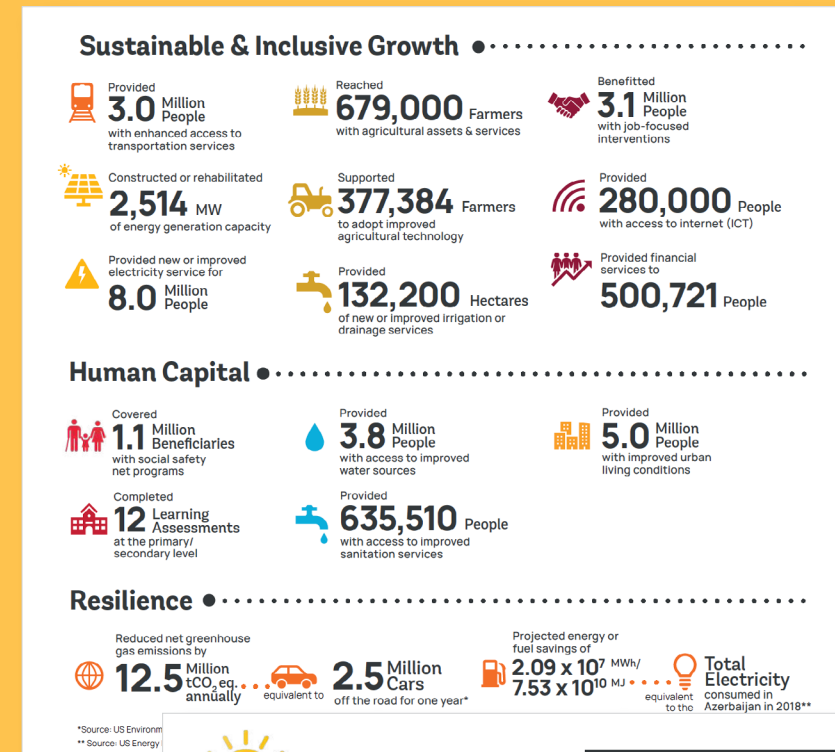 Sustainable & Inclusive Growth
Provided
3.0 Million People
with enhanced access to
transportation services
Reached
679,000 Farmers
with agricultural assets & services
Benefitted
3.1 Million People
with job-focused
interventions
Constructed or rehabilitated
2,514 MW
of energy generation capacity
Supported
377,384 Farmers
to adopt improved
agricultural technology
Provided
280,000 People
with access to internet (ICT)
Provided new or improved
electricity service for
8.0 Million People
Provided
132,200 Hectares
of new or improved irrigation or
drainage services
Provided financial
services to
500,721 People
Human Capital
Covered
1.1 Million Beneficiaries
with social safety
net programs
Provided
3.8 Million People
with access to improved
water sources
Provided
5.0 Million People
with improved urban
living conditions
Completed
12 Learning Assessments
at the primary/
secondary level
Provided
635,510 People
with access to improved
sanitation services
Resilience
Reduced net greenhouse
gas emissions by
12.5 Million tCO₂ eq. annually
equivalent to
2.5 Million Cars
off the road for one year*
Projected energy or
fuel savings of
2.09 x 10⁷ MWh/
7.53 x 10¹⁰ MJ
equivalent
to the
Total
Electricity
consumed in
Azerbaijan in 2018**
*Source: US Environm
** Source: US Energy